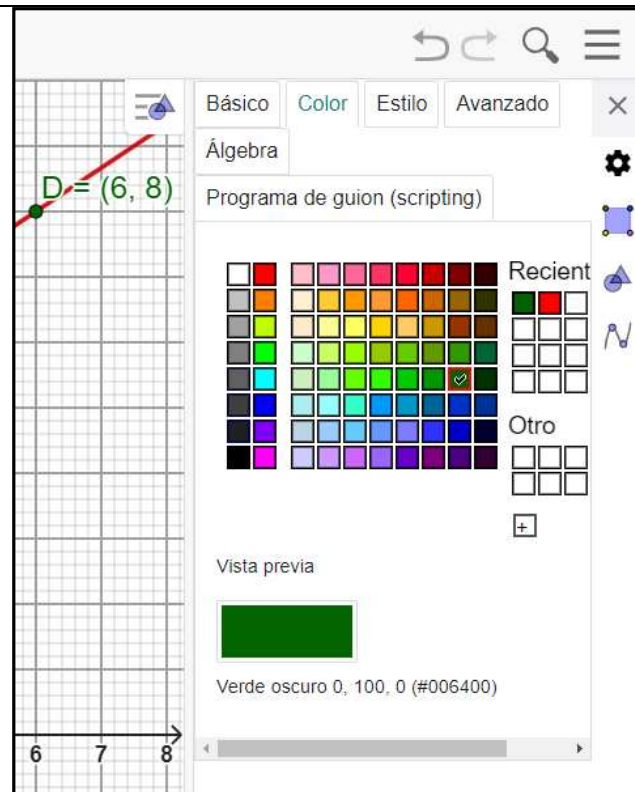 Básico Color Estilo Avanzado
Álgebra
Programa de guion (scripting)
D = (6, 8)
Recient
Otro
+
Vista previa
Verde oscuro 0, 100, 0 (#006400)
6 7 8